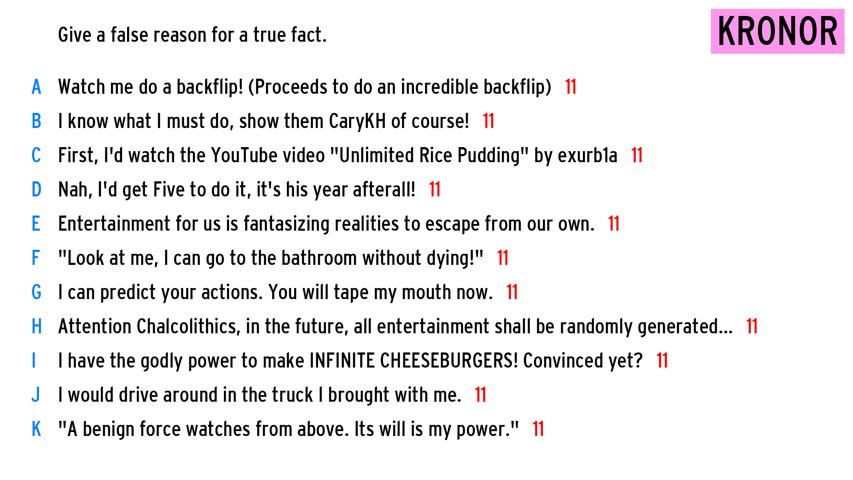 Give a false reason for a true fact.
KRONOR
A Watch me do a backflip! (Proceeds to do an incredible backflip) 11
B I know what I must do, show them CaryKH of course! 11
C First, I'd watch the YouTube video "Unlimited Rice Pudding" by exurb1a 11
D Nah, I'd get Five to do it, it's his year afterall! 11
E Entertainment for us is fantasizing realities to escape from our own. 11
F "Look at me, I can go to the bathroom without dying!" 11
G I can predict your actions. You will tape my mouth now. 11
H Attention Chalcolithics, in the future, all entertainment shall be randomly generated... 11
I I have the godly power to make INFINITE CHEESEBURGERS! Convinced yet? 11
J I would drive around in the truck I brought with me. 11
K "A benign force watches from above. Its will is my power." 11